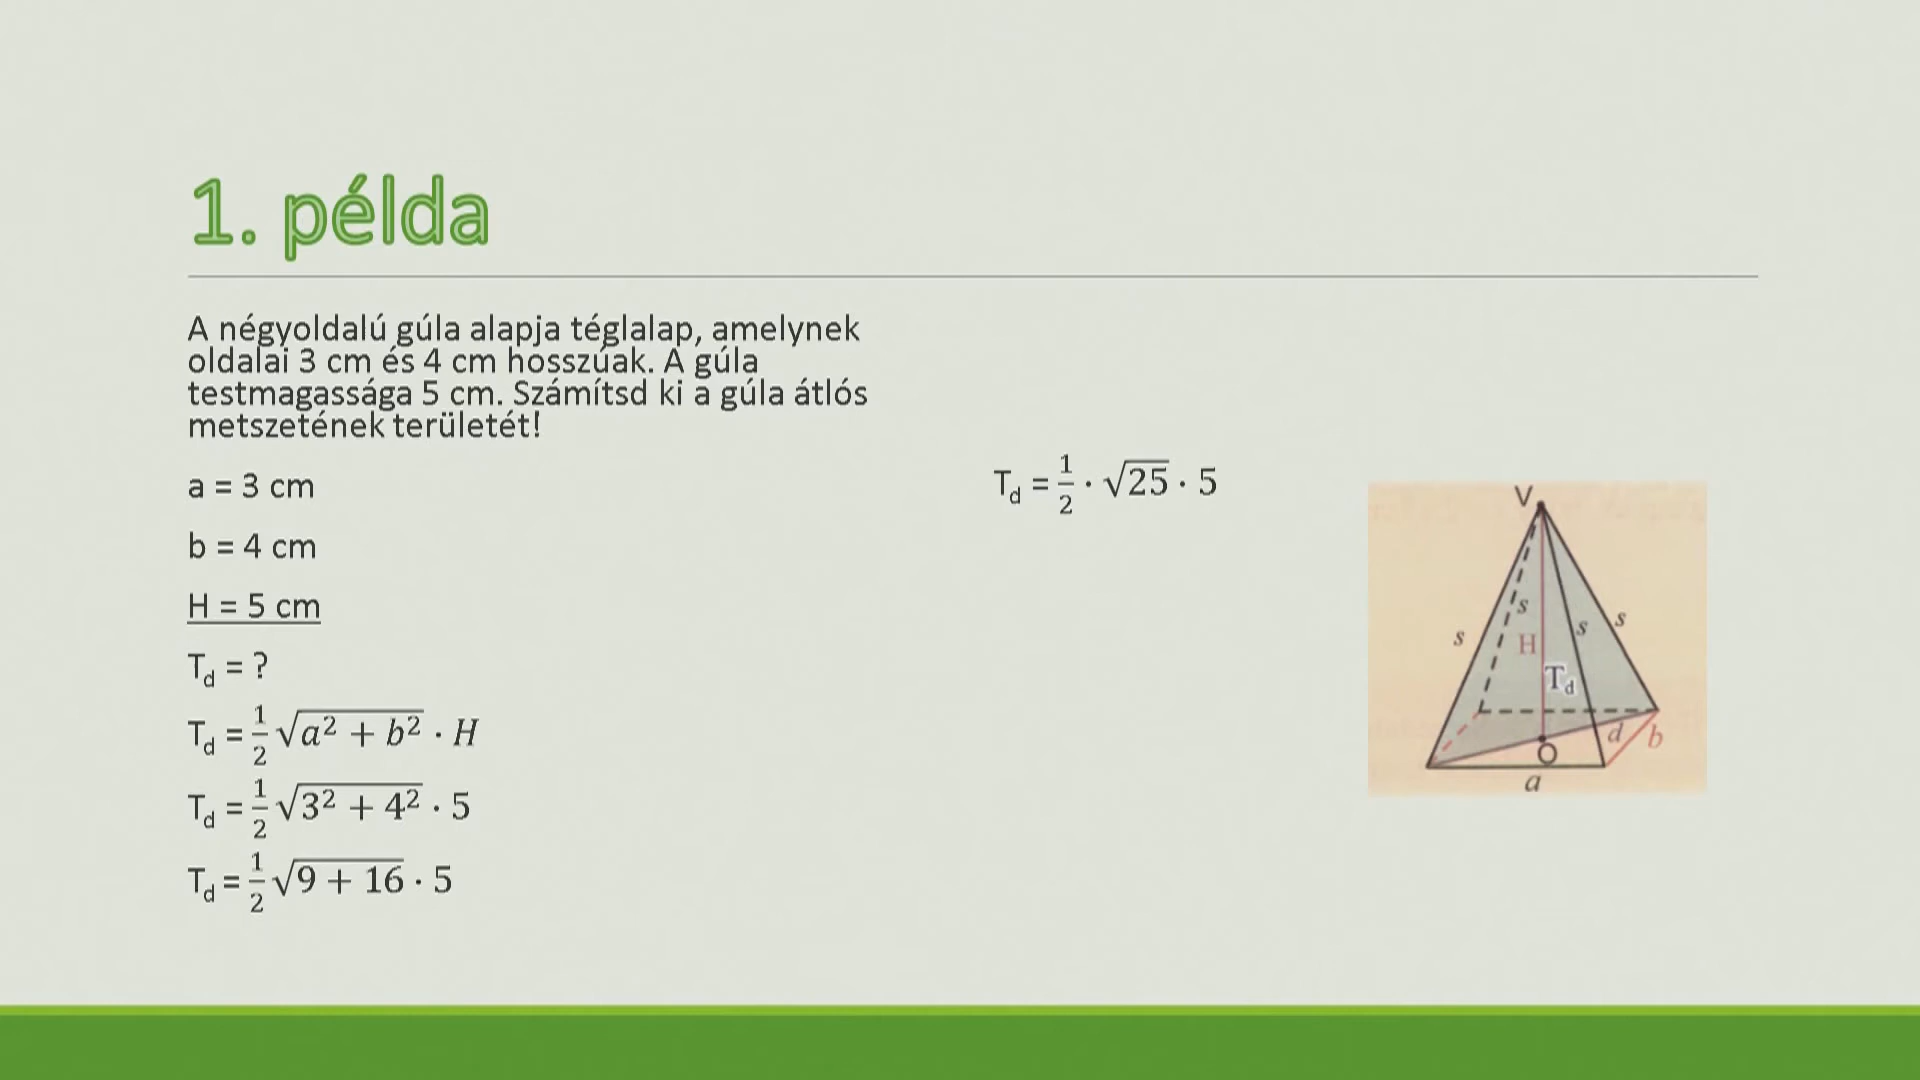 1. példa
A négyoldalú gúla alapja téglalap, amelynek
oldalai 3 cm és 4 cm hosszúak. A gúla
testmagassága 5 cm. Számítsd ki a gúla átlós
metszetének területét!
a = 3 cm
b = 4 cm
H = 5 cm
T_d = ?
T_d = 1/2 √(a² + b²) · H
T_d = 1/2 √(3² + 4²) · 5
T_d = 1/2 √(9 + 16) · 5
T_d = 1/2 · √25 · 5
V
s
s
s
s
H
T_d
d
b
O
a